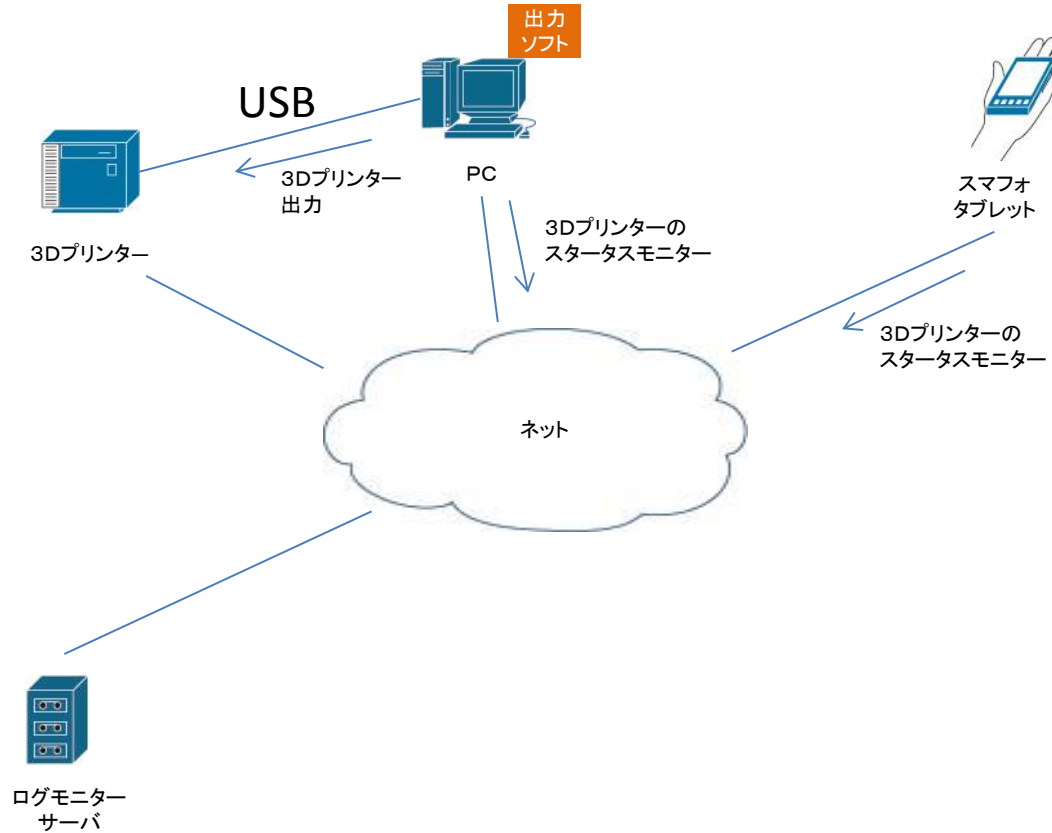 出力
ソフト
USB
3Dプリンター
出力
PC
3Dプリンターの
スタータスモニター
スマフォ
タブレット
3Dプリンター
3Dプリンターの
スタータスモニター
ネット
ログモニター
サーバ